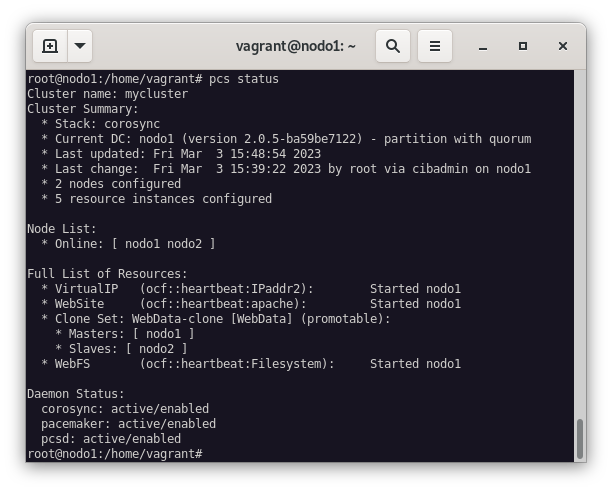 vagrant@nodo1: ~
root@nodo1:/home/vagrant# pcs status
Cluster name: mycluster
Cluster Summary:
  * Stack: corosync
  * Current DC: nodo1 (version 2.0.5-ba59be7122) - partition with quorum
  * Last updated: Fri Mar  3 15:48:54 2023
  * Last change:  Fri Mar  3 15:39:22 2023 by root via cibadmin on nodo1
  * 2 nodes configured
  * 5 resource instances configured

Node List:
  * Online: [ nodo1 nodo2 ]

Full List of Resources:
  * VirtualIP   (ocf::heartbeat:IPaddr2):        Started nodo1
  * WebSite     (ocf::heartbeat:apache):         Started nodo1
  * Clone Set: WebData-clone [WebData] (promotable):
    * Masters: [ nodo1 ]
    * Slaves: [ nodo2 ]
  * WebFS       (ocf::heartbeat:Filesystem):     Started nodo1

Daemon Status:
  corosync: active/enabled
  pacemaker: active/enabled
  pcsd: active/enabled
root@nodo1:/home/vagrant#